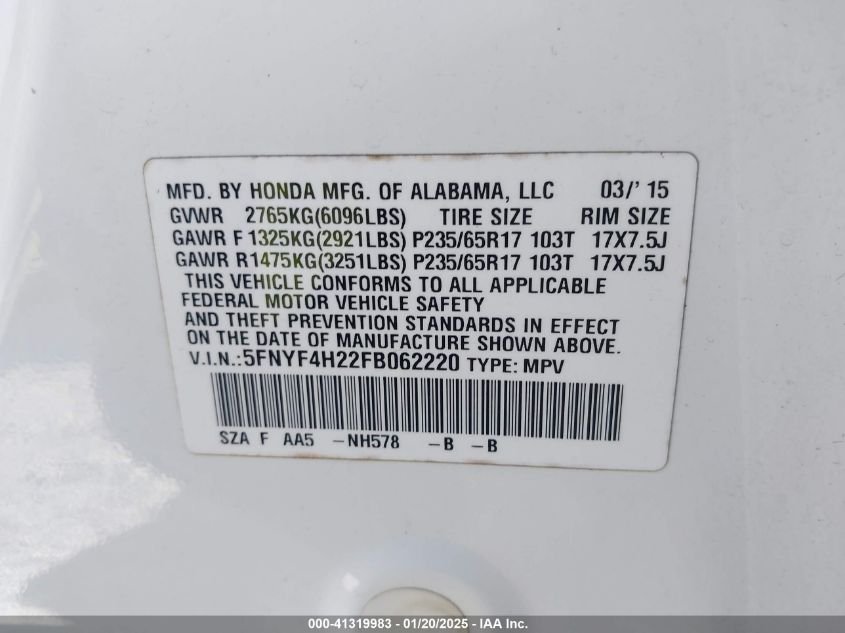 MFD. BY HONDA MFG. OF ALABAMA, LLC 03/' 15
GVWR 2765KG(6096LBS) TIRE SIZE RIM SIZE
GAWR F 1325KG(2921LBS) P235/65R17 103T 17X7.5J
GAWR R 1475KG(3251LBS) P235/65R17 103T 17X7.5J
THIS VEHICLE CONFORMS TO ALL APPLICABLE
FEDERAL MOTOR VEHICLE SAFETY
AND THEFT PREVENTION STANDARDS IN EFFECT
ON THE DATE OF MANUFACTURE SHOWN ABOVE.
V.I.N.: 5FNYF4H22FB062220 TYPE: MPV
SZA F AA5 -NH578 -B -B
000-41319983 - 01/20/2025 - IAA Inc.